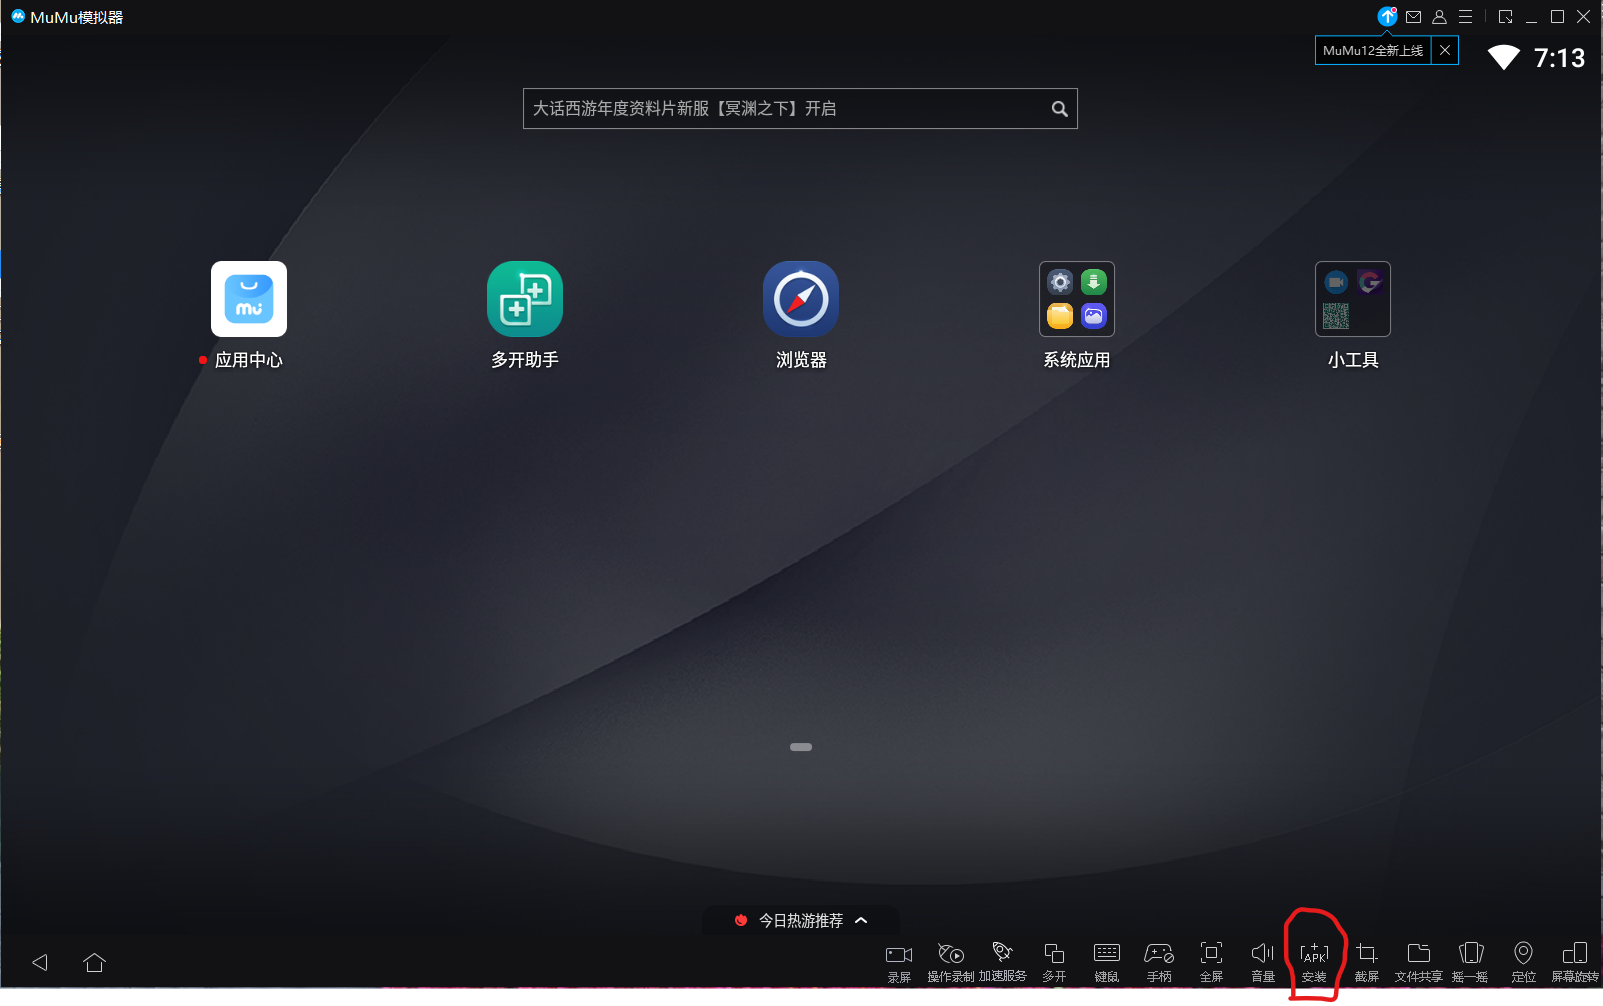 MuMu模拟器
MuMu12全新上线
7:13
大话西游年度资料片新服【冥渊之下】开启
mu
应用中心
多开助手
浏览器
系统应用
小工具
今日热游推荐
APK
录屏
操作录制
加速服务
多开
键鼠
手柄
全屏
音量
安装
截屏
文件共享
摇一摇
定位
屏幕旋转